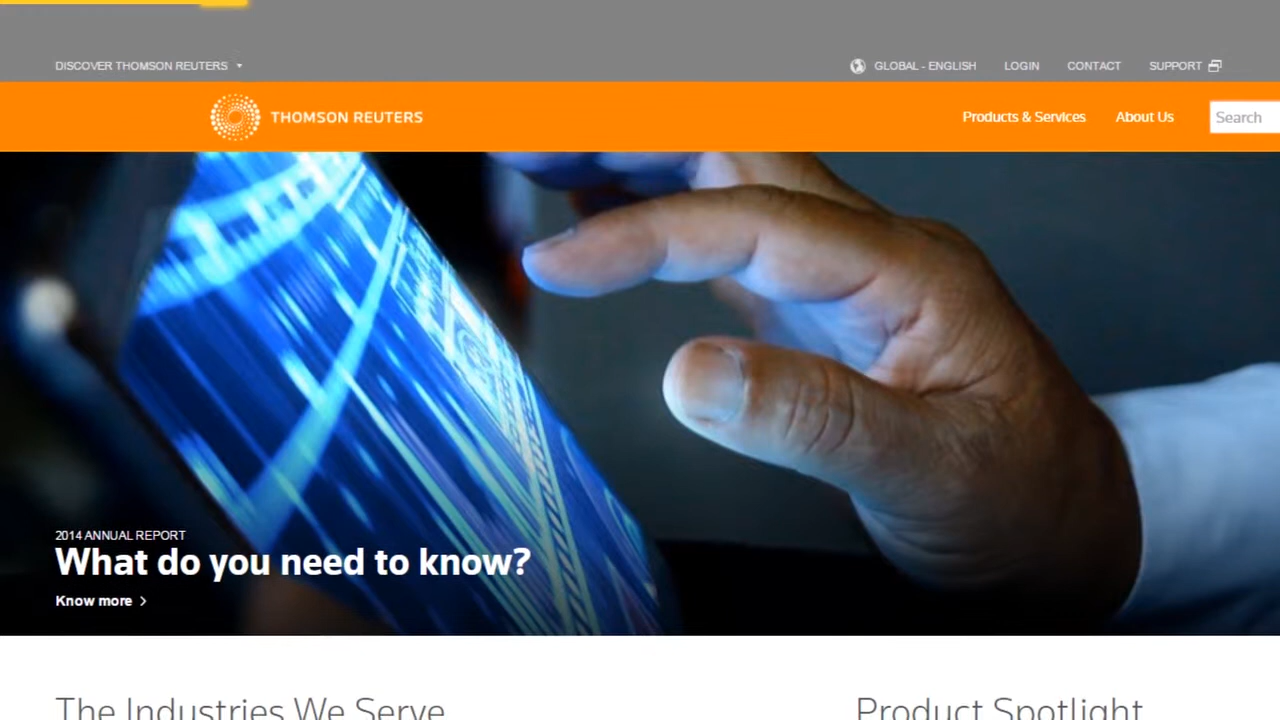 DISCOVER THOMSON REUTERS
GLOBAL - ENGLISH LOGIN CONTACT SUPPORT
THOMSON REUTERS
Products & Services About Us Search
2014 ANNUAL REPORT
What do you need to know?
Know more
The Industries We Serve
Product Spotlight